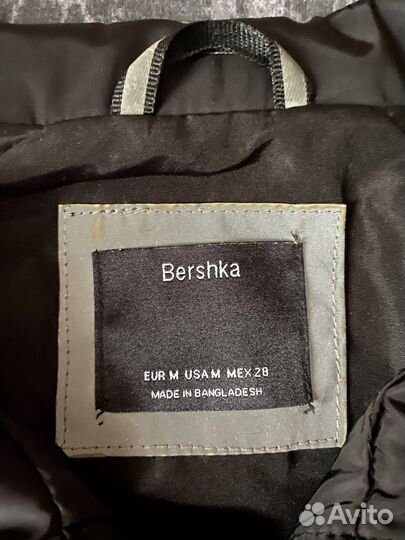 Bershka
EUR M USA M MEX 28
MADE IN BANGLADESH
Avito